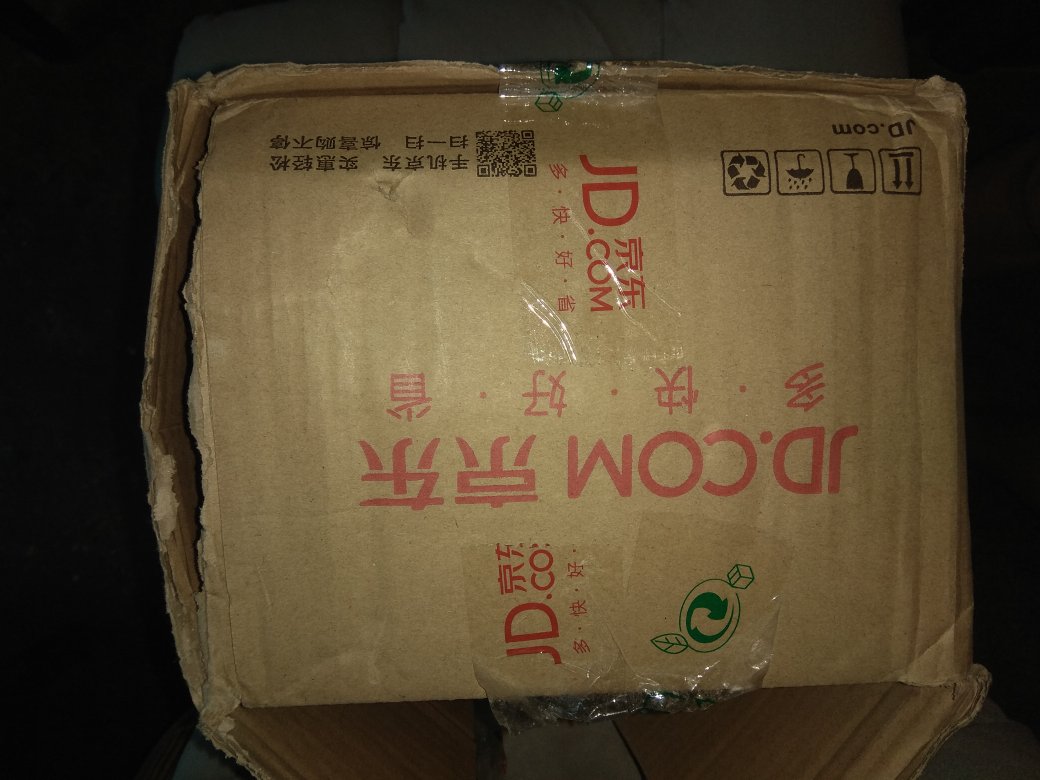 JD.CO
京东
多·快·好·
JD.COM 京东
多·快·好·省
JD.COM
京东
多·快·好·省
手机京东 实惠轻松
扫一扫 惊喜购不停
JD.com